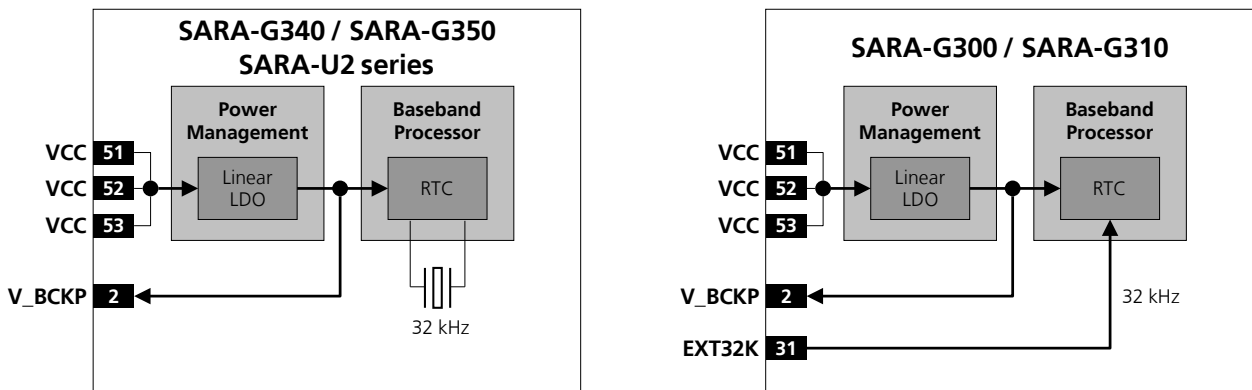 SARA-G340 / SARA-G350
SARA-U2 series
Power
Management
Baseband
Processor
VCC 51
VCC 52
VCC 53
Linear
LDO
RTC
V_BCKP 2
32 kHz
SARA-G300 / SARA-G310
Power
Management
Baseband
Processor
VCC 51
VCC 52
VCC 53
Linear
LDO
RTC
V_BCKP 2
32 kHz
EXT32K 31